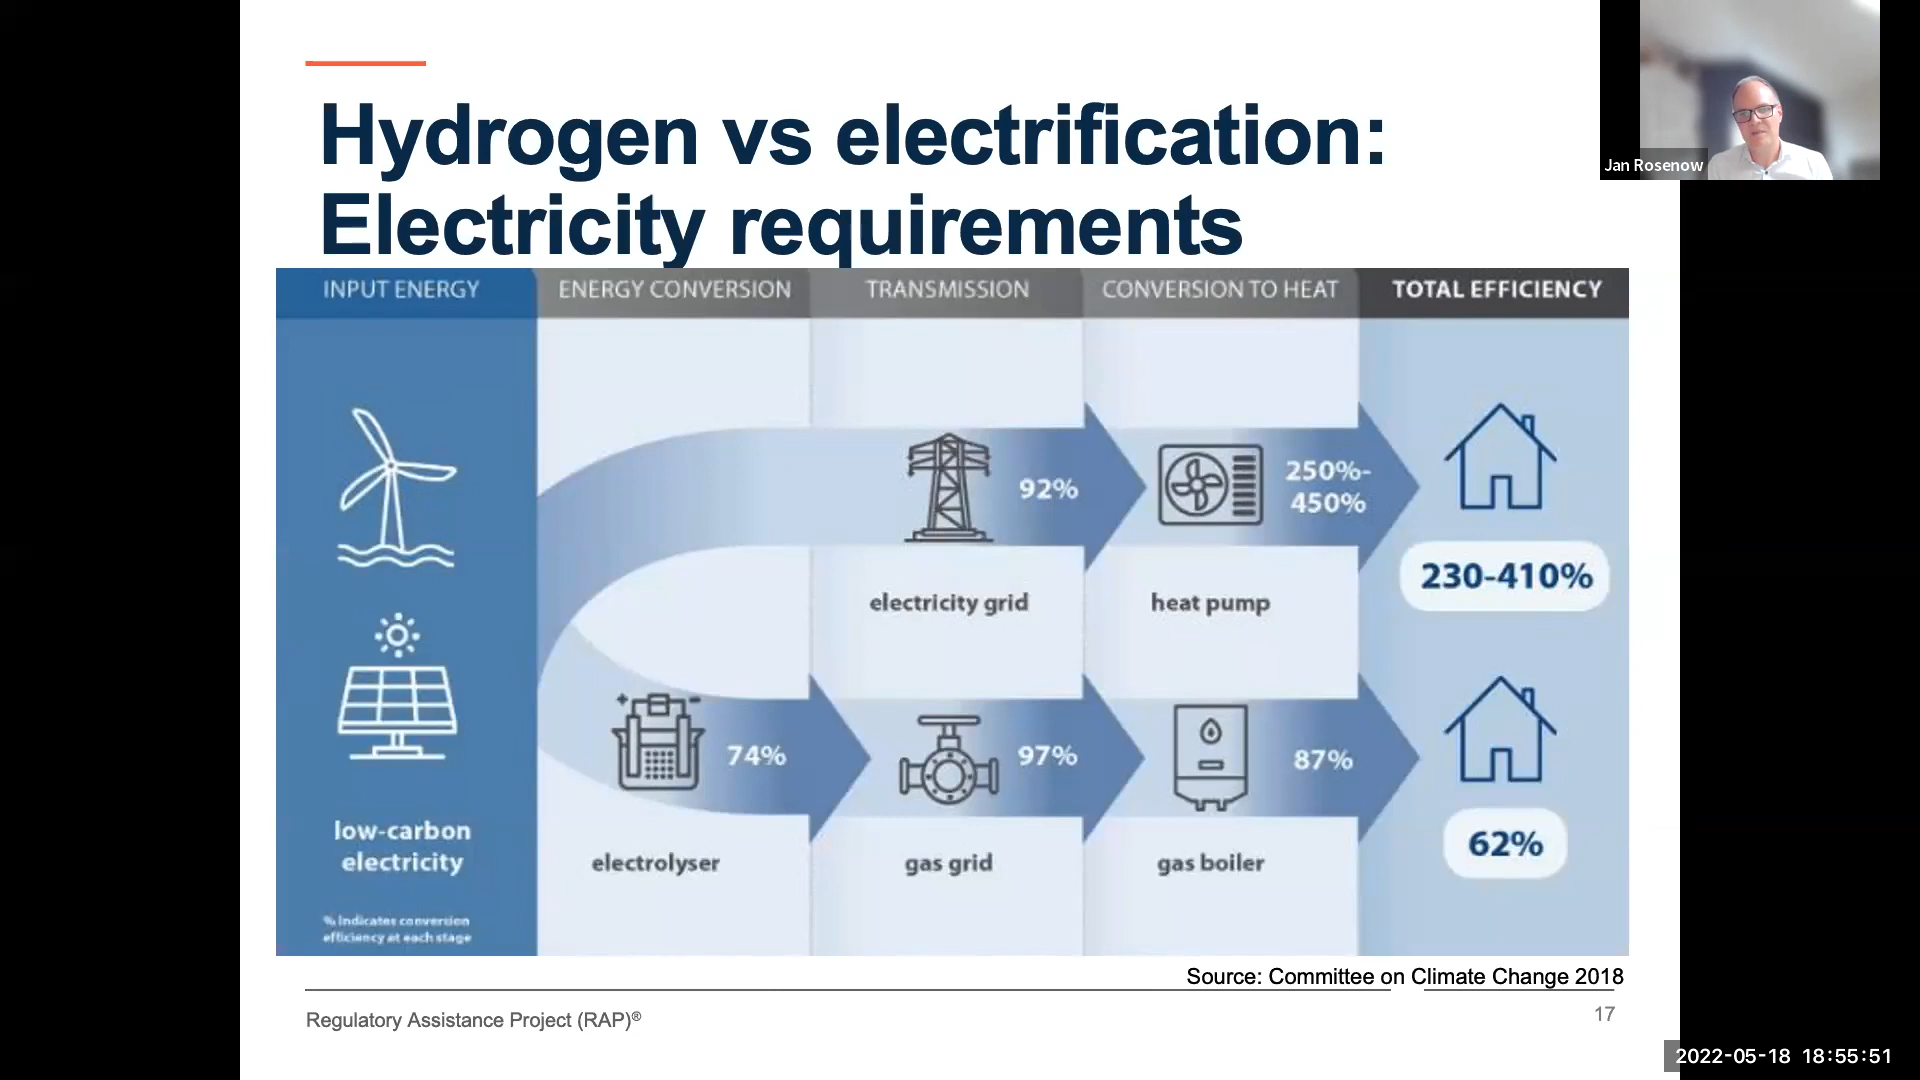 Hydrogen vs electrification:
Electricity requirements
Jan Rosenow
INPUT ENERGY
ENERGY CONVERSION
TRANSMISSION
CONVERSION TO HEAT
TOTAL EFFICIENCY
92%
250%-
450%
electricity grid
heat pump
230-410%
74%
97%
87%
low-carbon
electricity
electrolyser
gas grid
gas boiler
62%
% Indicates conversion
efficiency at each stage
Source: Committee on Climate Change 2018
Regulatory Assistance Project (RAP)®
17
2022-05-18 18:55:51